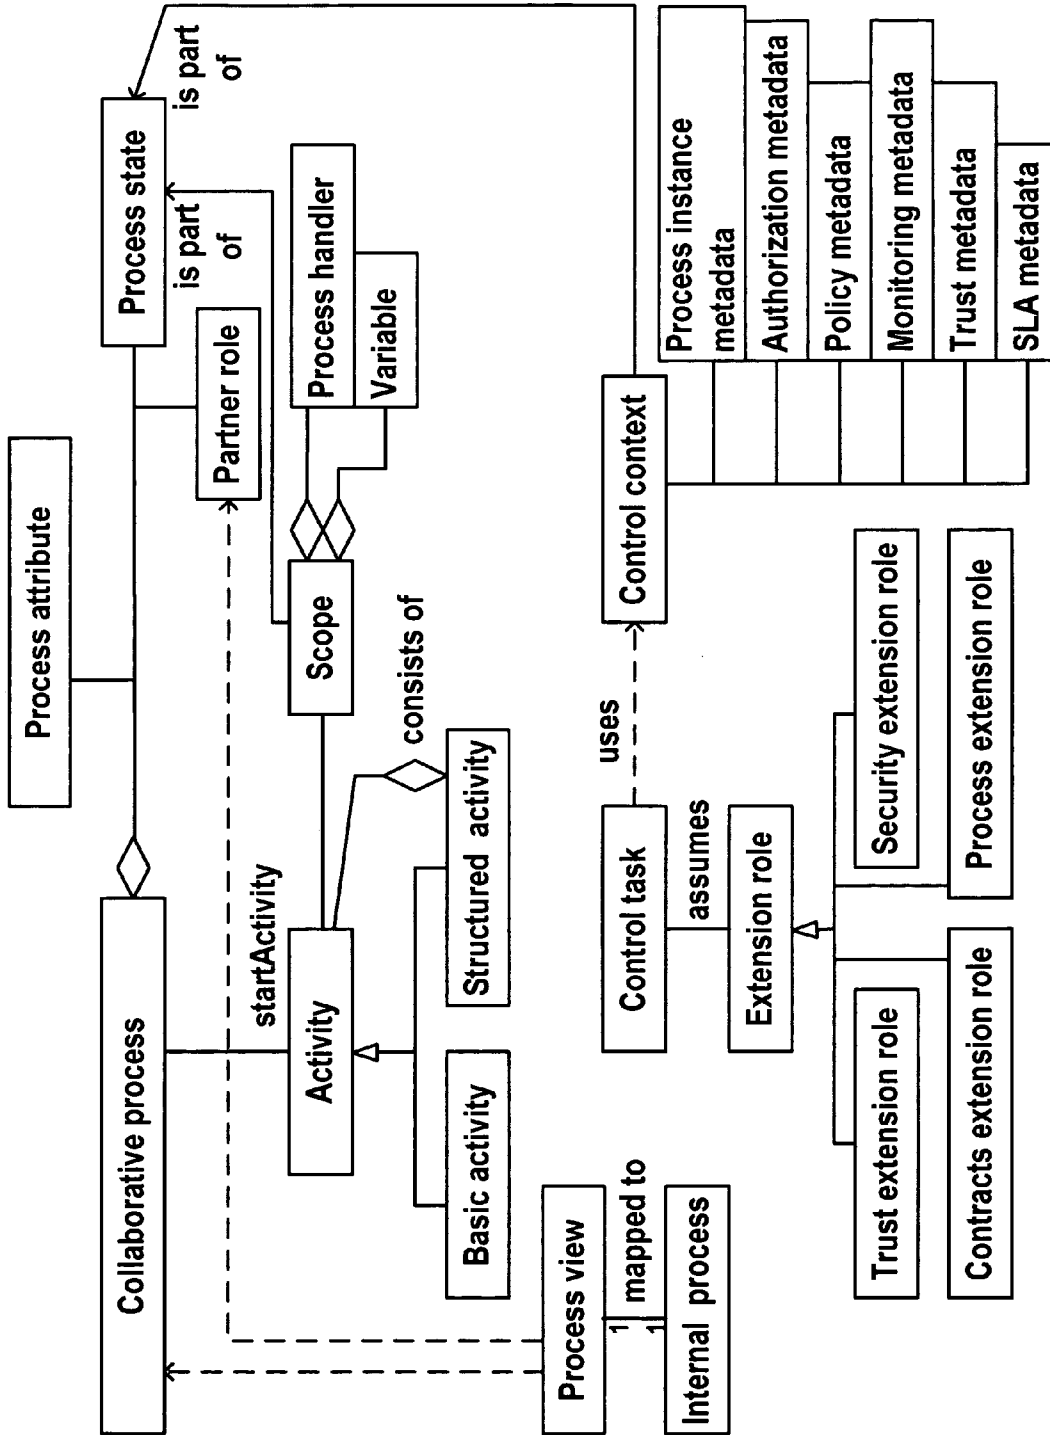 Process attribute
Collaborative process
Process state
is part
of
is part
of
Partner role
startActivity
Activity
Scope
Process handler
Variable
consists of
Basic activity
Structured activity
Process view
1
mapped to
1
Internal process
Control task
uses
Control context
assumes
Extension role
Process instance
metadata
Authorization metadata
Policy metadata
Monitoring metadata
Trust metadata
SLA metadata
Trust extension role
Security extension role
Contracts extension role
Process extension role